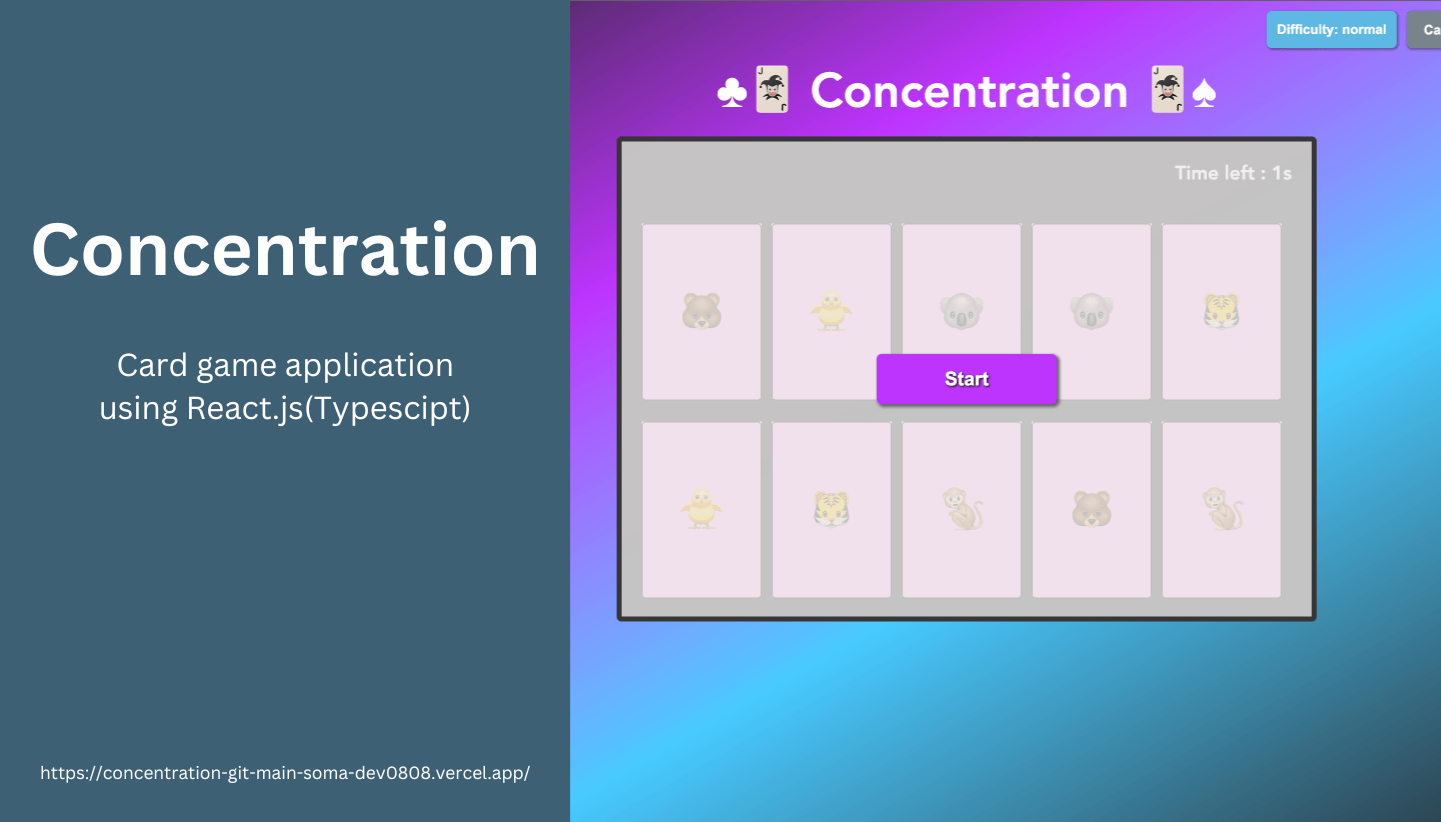 Concentration
Card game application
using React.js(Typescipt)
https://concentration-git-main-soma-dev0808.vercel.app/
Difficulty: normal
Ca
♣🃏 Concentration 🃏♠
Time left : 1s
Start